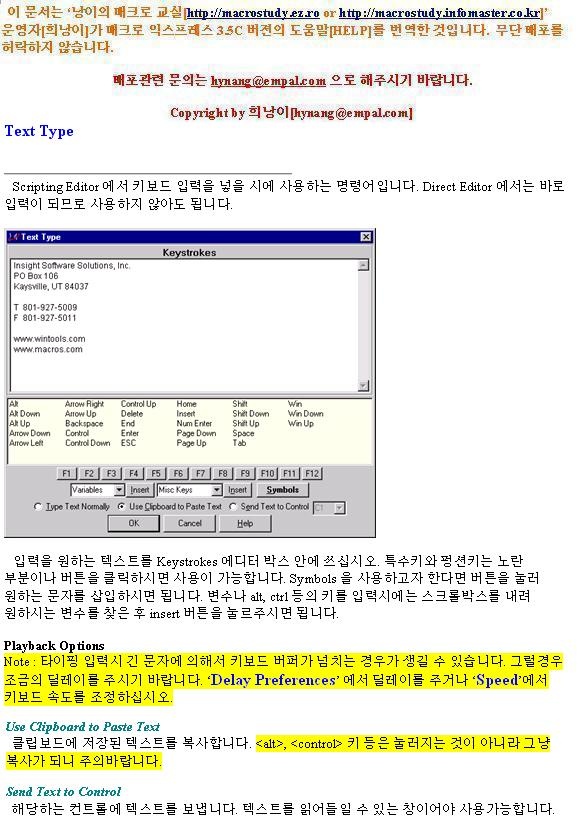 이 문서는 ‘낭이의 매크로 교실[http://macrostudy.ez.ro or http://macrostudy.infomaster.co.kr]’
운영자[희낭이]가 매크로 익스프레스 3.5C 버젼의 도움말[HELP]를 번역한 것입니다. 무단 배포를
허락하지 않습니다.
배포관련 문의는 hynang@empal.com 으로 해주시기 바랍니다.
Copyright by 희낭이[hynang@empal.com]
Text Type
Scripting Editor 에서 키보드 입력을 넣을 시에 사용하는 명령어입니다. Direct Editor 에서는 바로
입력이 되므로 사용하지 않아도 됩니다.
Text Type
Keystrokes
Insight Software Solutions, Inc.
PO Box 106
Kaysville, UT 84037
T 801-927-5009
F 801-927-5011
www.wintools.com
www.macros.com
Alt Arrow Right Control Up Home Shift Win
Alt Down Arrow Up Delete Insert Shift Down Win Down
Alt Up Backspace End Num Enter Shift Up Win Up
Arrow Down Control Enter Page Down Space
Arrow Left Control Down ESC Page Up Tab
F1 F2 F3 F4 F5 F6 F7 F8 F9 F10 F11 F12
Variables Insert Misc Keys Insert Symbols
Type Text Normally Use Clipboard to Paste Text Send Text to Control C1
OK Cancel Help
입력을 원하는 텍스트를 Keystrokes 에디터 박스 안에 쓰십시오. 특수키와 펑션키는 노란
부분이나 버튼을 클릭하시면 사용이 가능합니다. Symbols 을 사용하고자 한다면 버튼을 눌러
원하는 문자를 삽입하시면 됩니다. 변수나 alt, ctrl 등의 키를 입력시에는 스크롤박스를 내려
원하시는 변수를 찾은 후 insert 버튼을 눌르주시면 됩니다.
Playback Options
Note : 타이핑 입력시 긴 문자에 의해서 키보드 버퍼가 넘치는 경우가 생길 수 있습니다. 그럴경우
조금의 딜레이를 주시기 바랍니다. ‘Delay Preferences’ 에서 딜레이를 주거나 ‘Speed’에서
키보드 속도를 조정하십시오.
Use Clipboard to Paste Text
클립보드에 저장된 텍스트를 복사합니다. <alt>, <control> 키 등은 눌러지는 것이 아니라 그냥
복사가 되니 주의바랍니다.
Send Text to Control
해당하는 컨트롤에 텍스트를 보냅니다. 텍스트를 읽어들일 수 있는 창이어야 사용가능합니다.